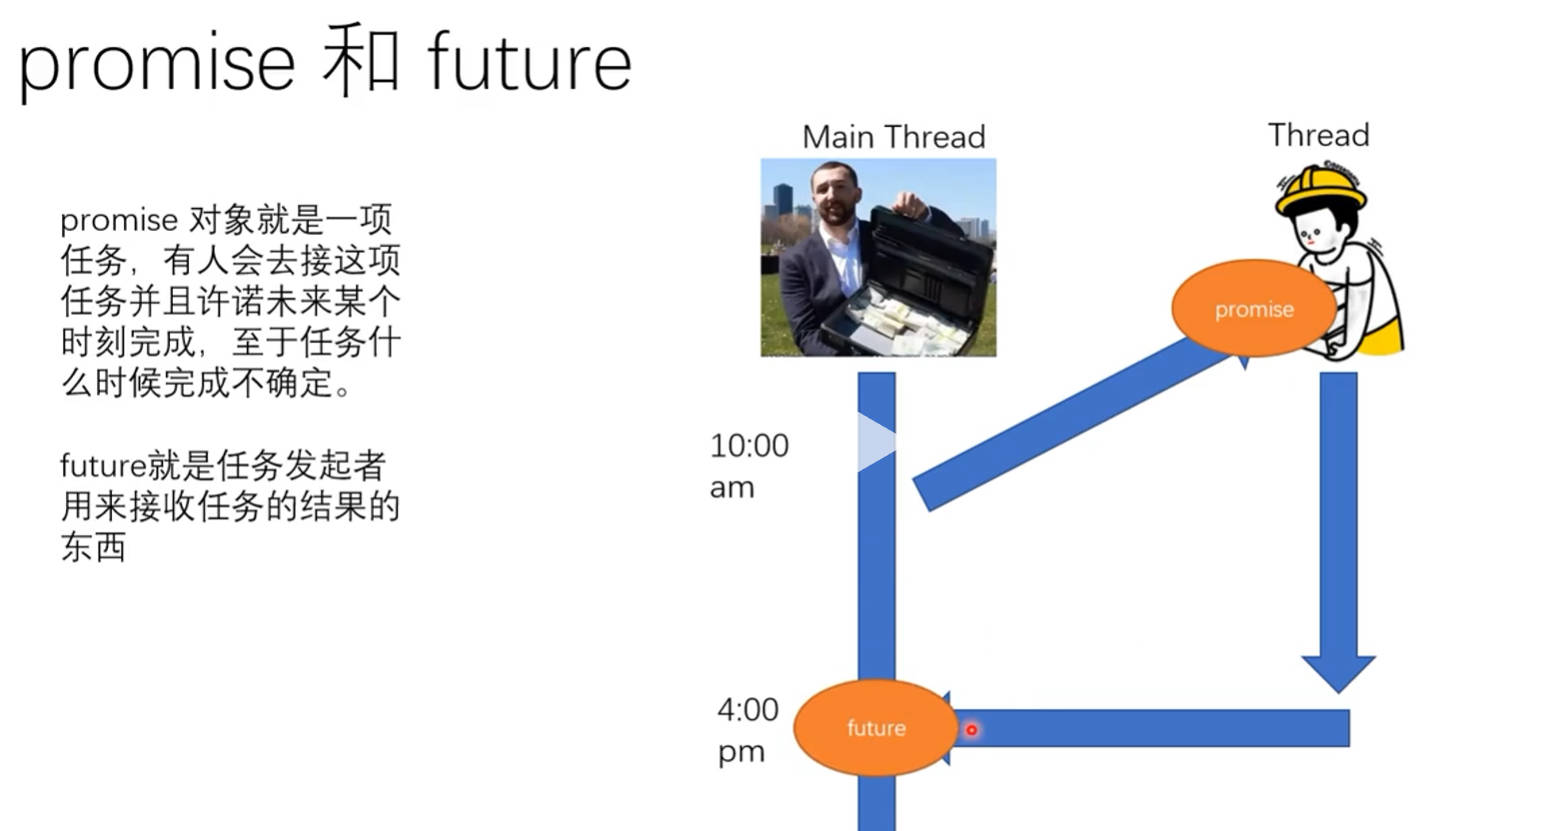 promise 和 future
promise 对象就是一项
任务，有人会去接这项
任务并且许诺未来某个
时刻完成，至于任务什
么时候完成不确定。
future就是任务发起者
用来接收任务的结果的
东西
Main Thread
Thread
promise
10:00
am
4:00
pm
future